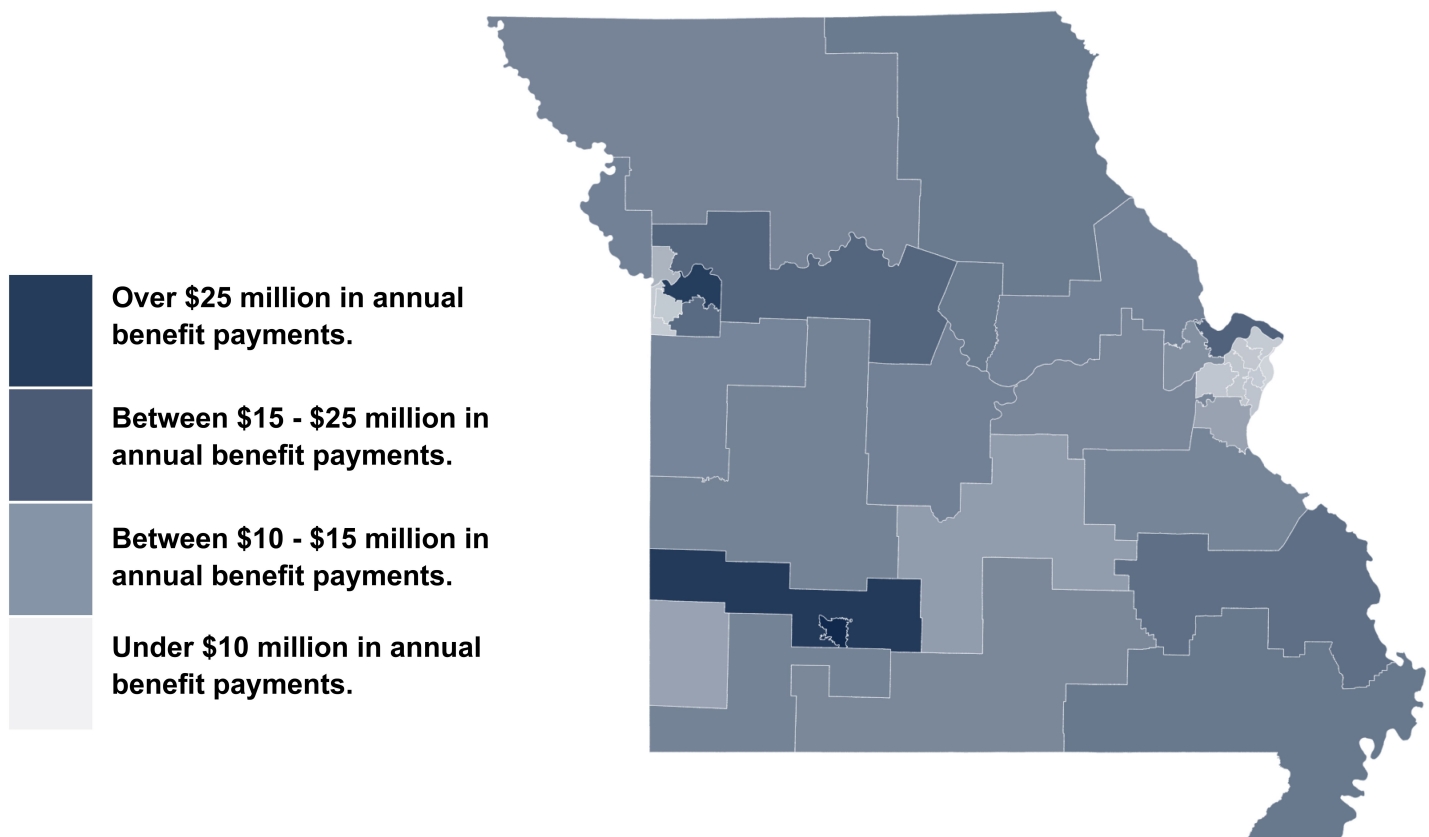 Over $25 million in annual
benefit payments.
Between $15 - $25 million in
annual benefit payments.
Between $10 - $15 million in
annual benefit payments.
Under $10 million in annual
benefit payments.